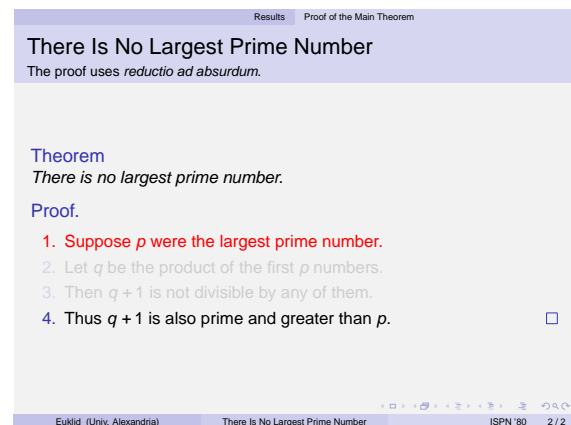 Results Proof of the Main Theorem
There Is No Largest Prime Number
The proof uses reductio ad absurdum.
Theorem
There is no largest prime number.
Proof.
1. Suppose p were the largest prime number.
2. Let q be the product of the first p numbers.
3. Then q + 1 is not divisible by any of them.
4. Thus q + 1 is also prime and greater than p.
Euklid (Univ. Alexandria) There Is No Largest Prime Number ISPN '80 2 / 2